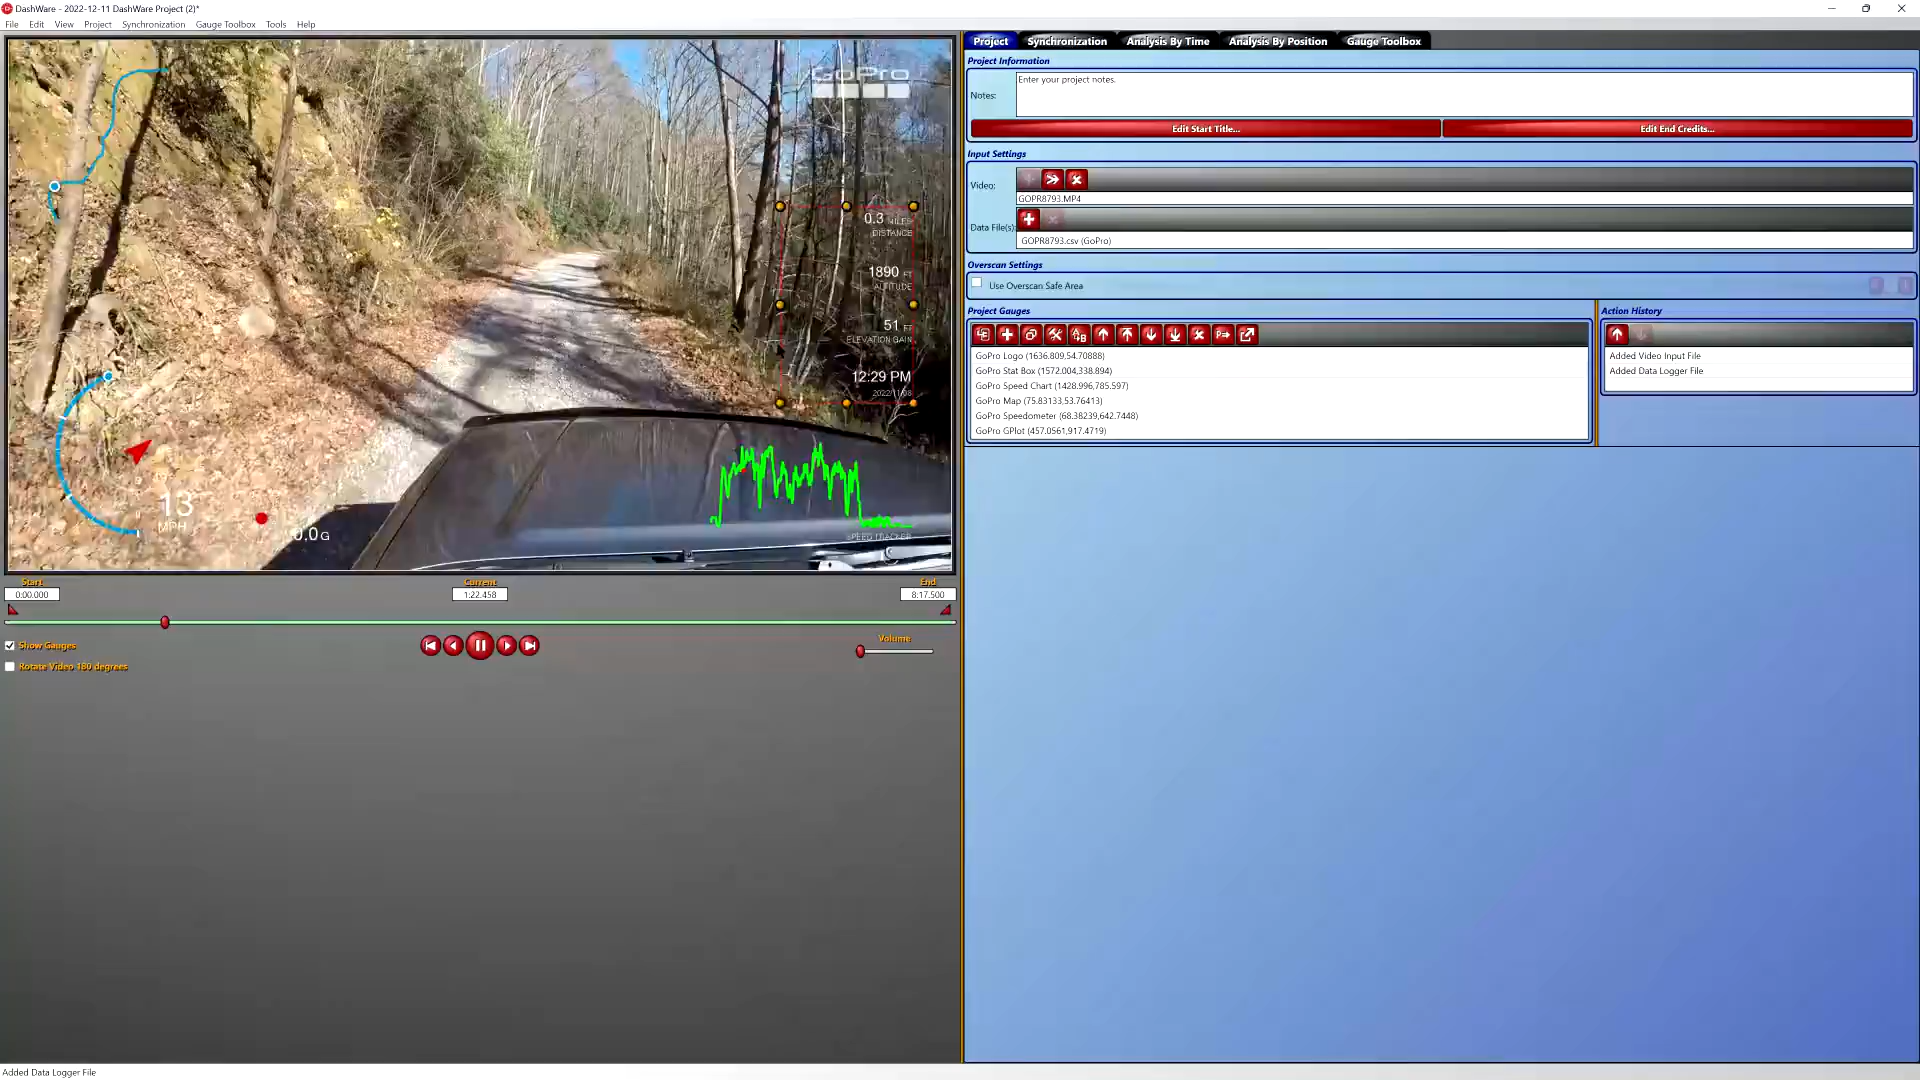 DashWare - 2022-12-11 DashWare Project (2)*
File Edit View Project Synchronization Gauge Toolbox Tools Help
GoPro
0.3 MILES
DISTANCE
1890 FT
ALTITUDE
51 FT
ELEVATION GAIN
12:29 PM
13
MPH
0.0G
SPEED TRACKER
Start
0:00.000
Current
1:22.458
End
8:17.500
Show Gauges
Rotate Video 180 degrees
Volume
Project Synchronization Analysis By Time Analysis By Position Gauge Toolbox
Project Information
Notes:
Enter your project notes.
Edit Start Title...
Edit End Credits...
Input Settings
Video:
GOPR8793.MP4
Data File(s):
GOPR8793.csv (GoPro)
Overscan Settings
Use Overscan Safe Area
Project Gauges
GoPro Logo (1636.809,54.70888)
GoPro Stat Box (1572.004,338.894)
GoPro Speed Chart (1428.996,785.597)
GoPro Map (75.83133,53.76413)
GoPro Speedometer (68.38239,642.7448)
GoPro GPlot (457.0561,917.4719)
Action History
Added Video Input File
Added Data Logger File
Added Data Logger File